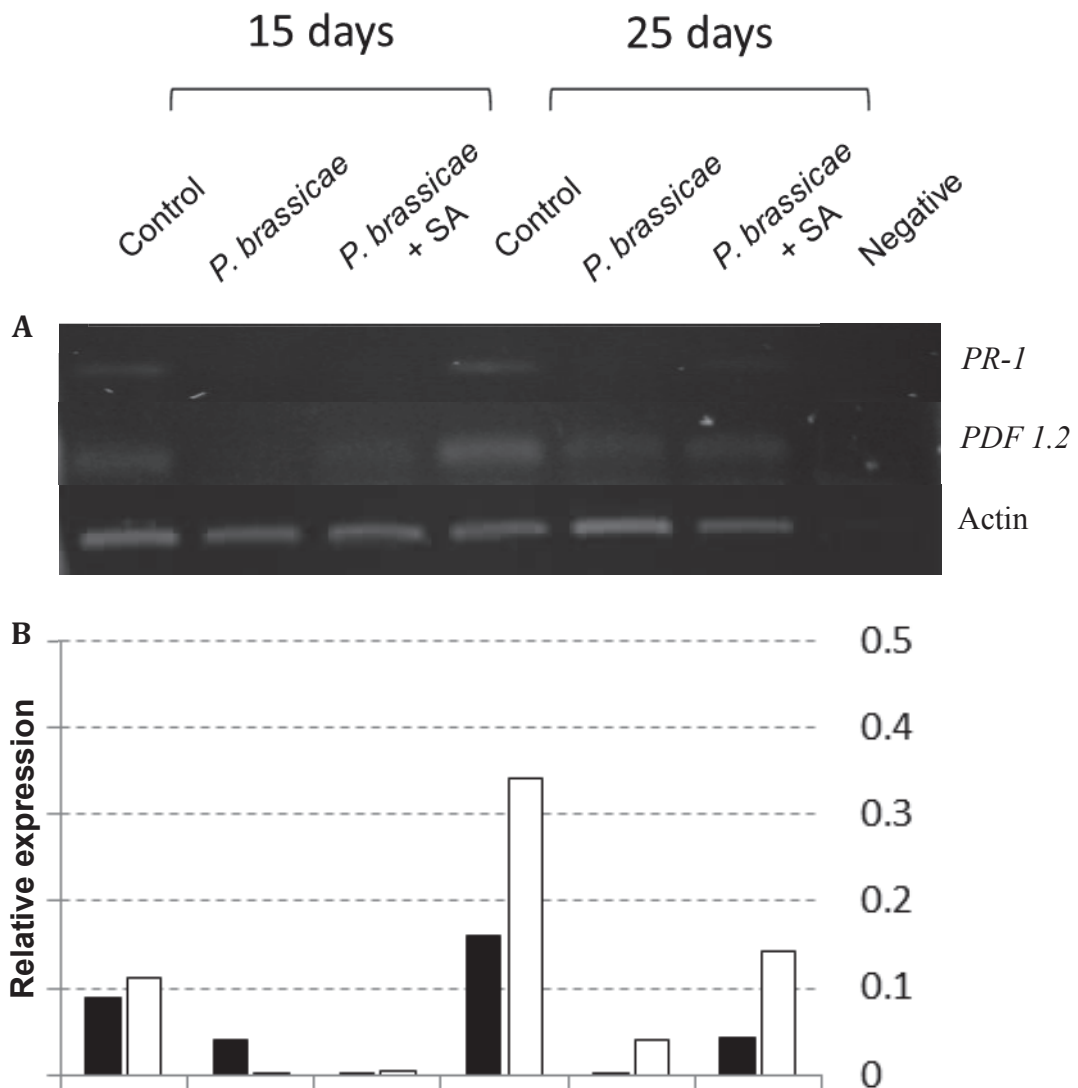 15 days
25 days
Control
P. brassicae
P. brassicae
+ SA
Control
P. brassicae
P. brassicae
+ SA
Negative
A
PR-1
PDF 1.2
Actin
B
Relative expression
0.5
0.4
0.3
0.2
0.1
0